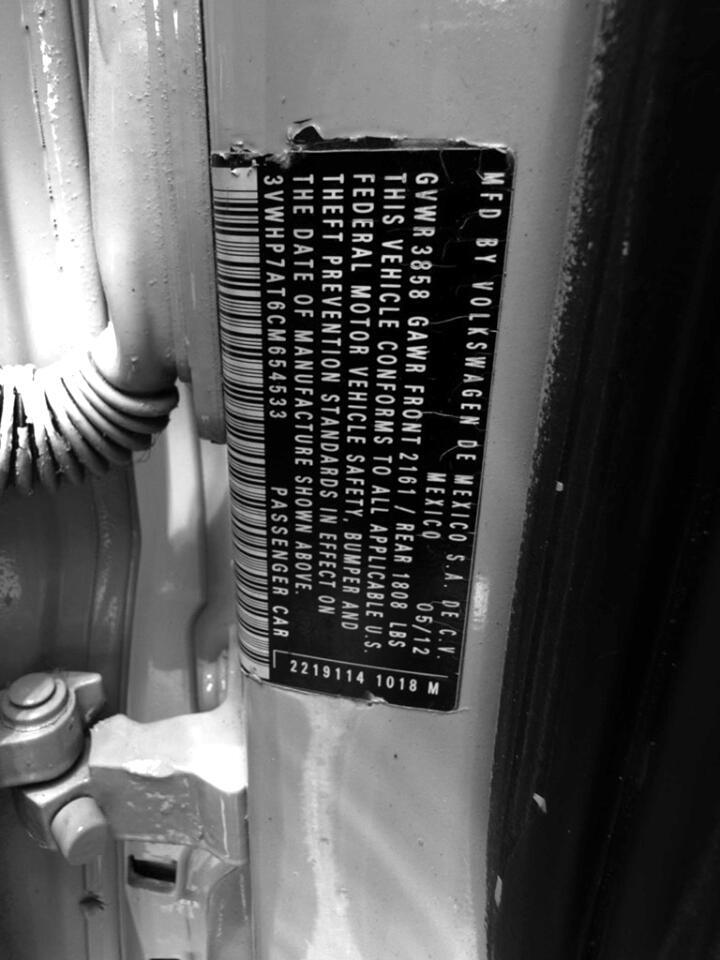 MFD BY VOLKSWAGEN DE MEXICO S.A. DE C.V.
MEXICO 05/12
GVWR 3858 GAWR FRONT 2161 / REAR 1808 LBS
THIS VEHICLE CONFORMS TO ALL APPLICABLE U.S.
FEDERAL MOTOR VEHICLE SAFETY, BUMPER AND
THEFT PREVENTION STANDARDS IN EFFECT ON
THE DATE OF MANUFACTURE SHOWN ABOVE.
3VWHP7AT6CM654533 PASSENGER CAR
2219114 1018 M